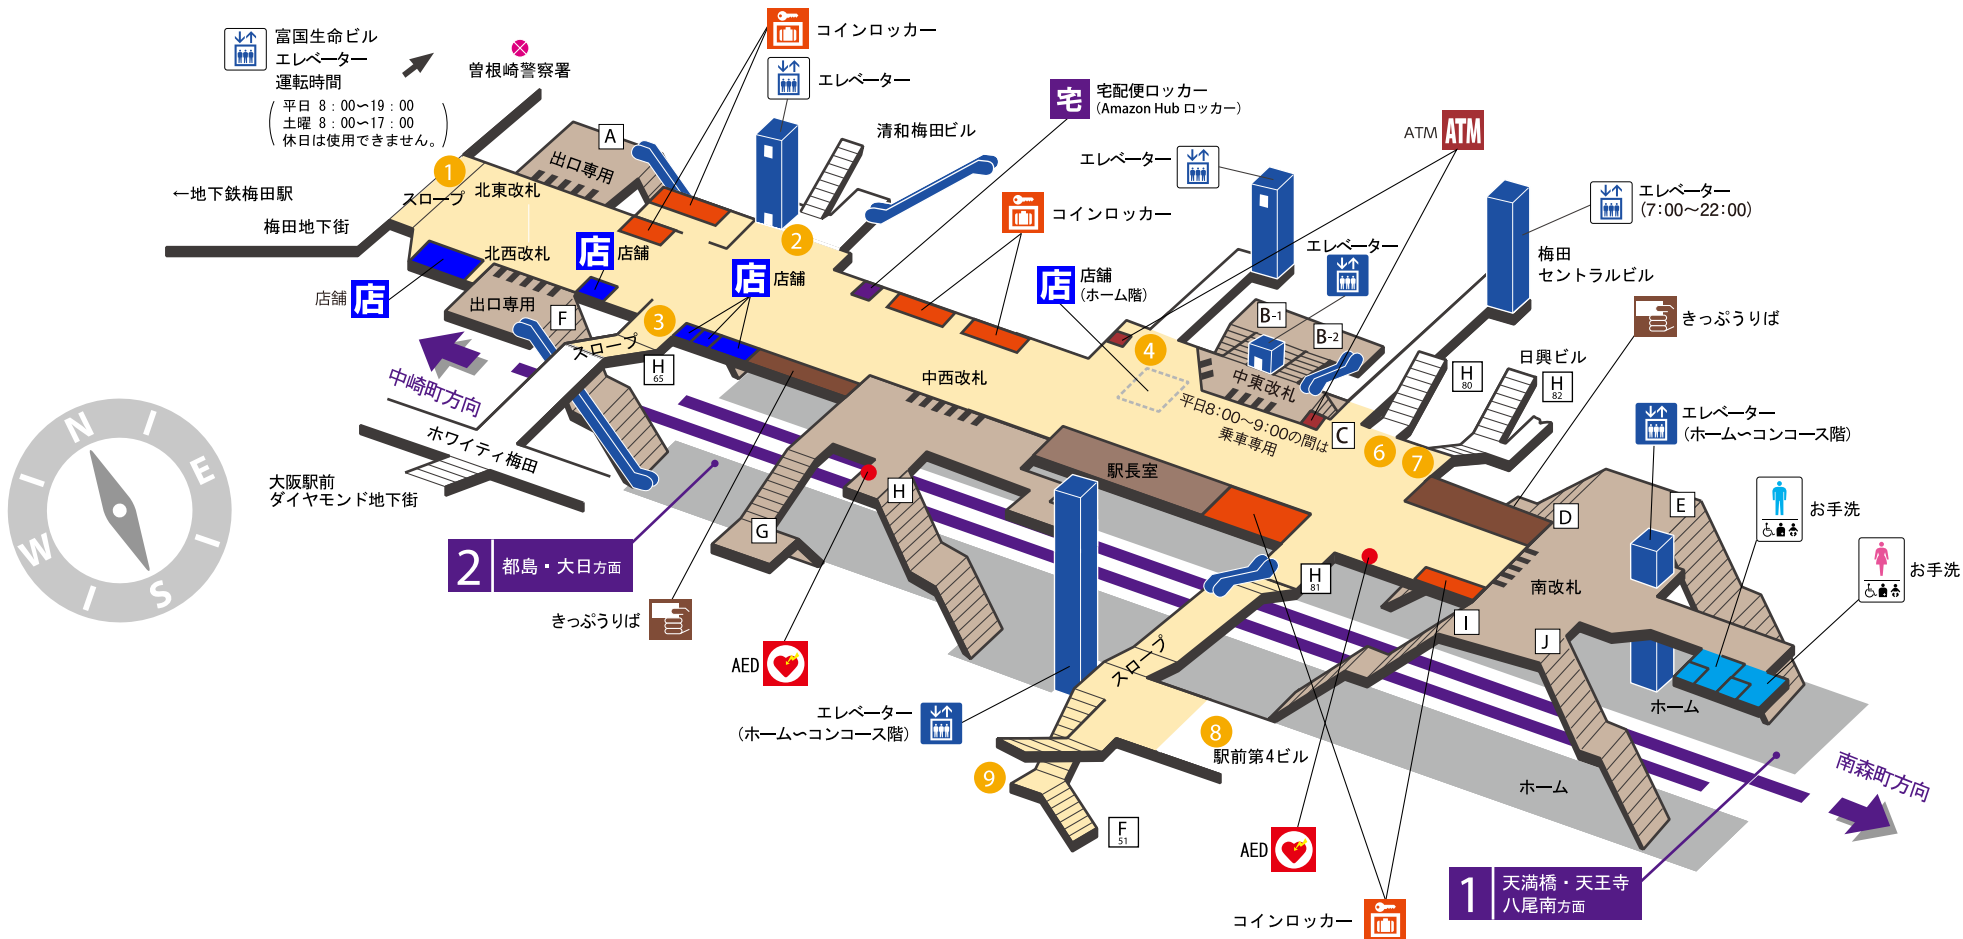 富国生命ビル
エレベーター
運転時間
平日 8：00〜19：00
土曜 8：00〜17：00
休日は使用できません。
曽根崎警察署
コインロッカー
エレベーター
清和梅田ビル
宅
宅配便ロッカー
(Amazon Hub ロッカー)
ATM
ATM
エレベーター
エレベーター
(7:00〜22:00)
梅田
セントラルビル
エレベーター
コインロッカー
A
出口専用
1
スロープ
北東改札
←地下鉄梅田駅
梅田地下街
北西改札
店
店舗
店
店舗
店舗
店
2
店
店舗
(ホーム階)
B-1
B-2
きっぷうりば
日興ビル
H
80
H
82
出口専用
F
3
スロープ
H
65
中崎町方向
中西改札
4
中東改札
平日8：00〜9：00の間は
乗車専用
C
6
7
エレベーター
(ホーム〜コンコース階)
ホワイティ梅田
大阪駅前
ダイヤモンド地下街
駅長室
N
I
E
I
S
I
W
I
G
H
D
E
お手洗
お手洗
2
都島・大日方面
きっぷうりば
AED
H
81
I
J
南改札
スロープ
エレベーター
(ホーム〜コンコース階)
ホーム
8
駅前第4ビル
9
F
51
ホーム
南森町方向
AED
1
天満橋・天王寺
八尾南方面
コインロッカー